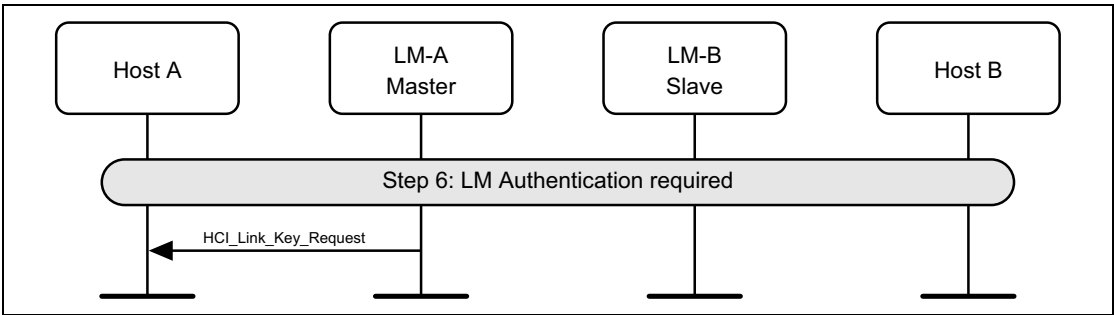 Host A
LM-A
Master
LM-B
Slave
Host B
Step 6: LM Authentication required
HCI_Link_Key_Request